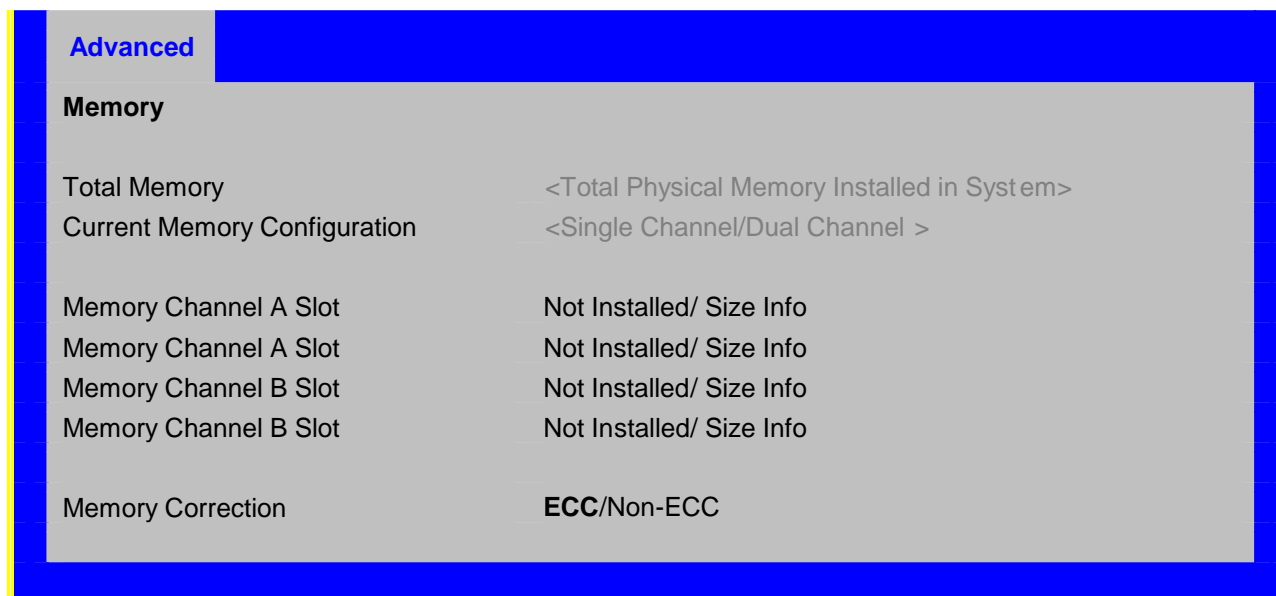 Advanced
Memory
Total Memory <Total Physical Memory Installed in System>
Current Memory Configuration <Single Channel/Dual Channel >
Memory Channel A Slot Not Installed/ Size Info
Memory Channel A Slot Not Installed/ Size Info
Memory Channel B Slot Not Installed/ Size Info
Memory Channel B Slot Not Installed/ Size Info
Memory Correction ECC/Non-ECC